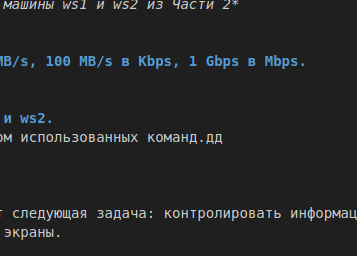 машины ws1 и ws2 из Части 2*
MB/s, 100 MB/s в Kbps, 1 Gbps в Mbps.
и ws2.
ом использованных команд.дд
следующая задача: контролировать информац
экраны.